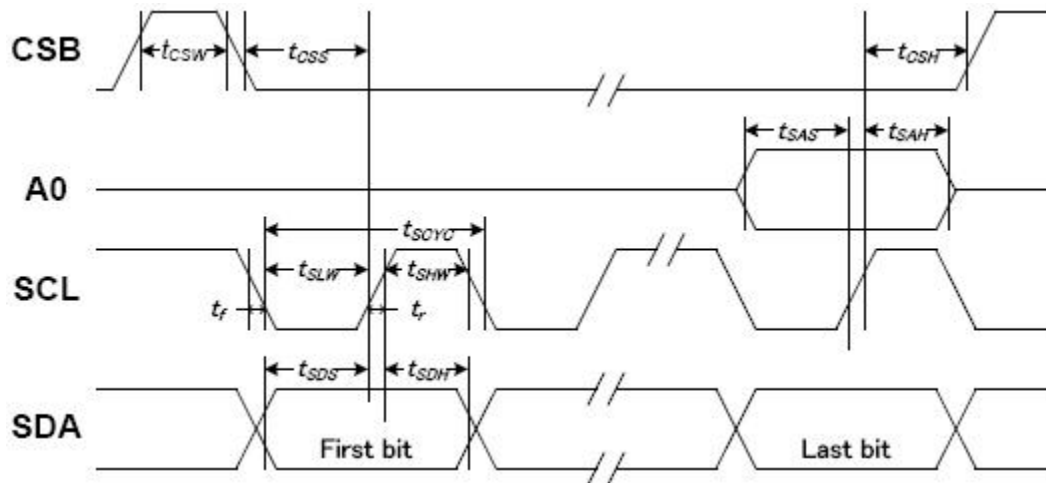 CSB
tCSW
tCSS
tCSH
A0
tSAS
tSAH
tSCYC
SCL
tSLW
tSHW
tf
tr
SDA
tSDS
tSDH
First bit
Last bit